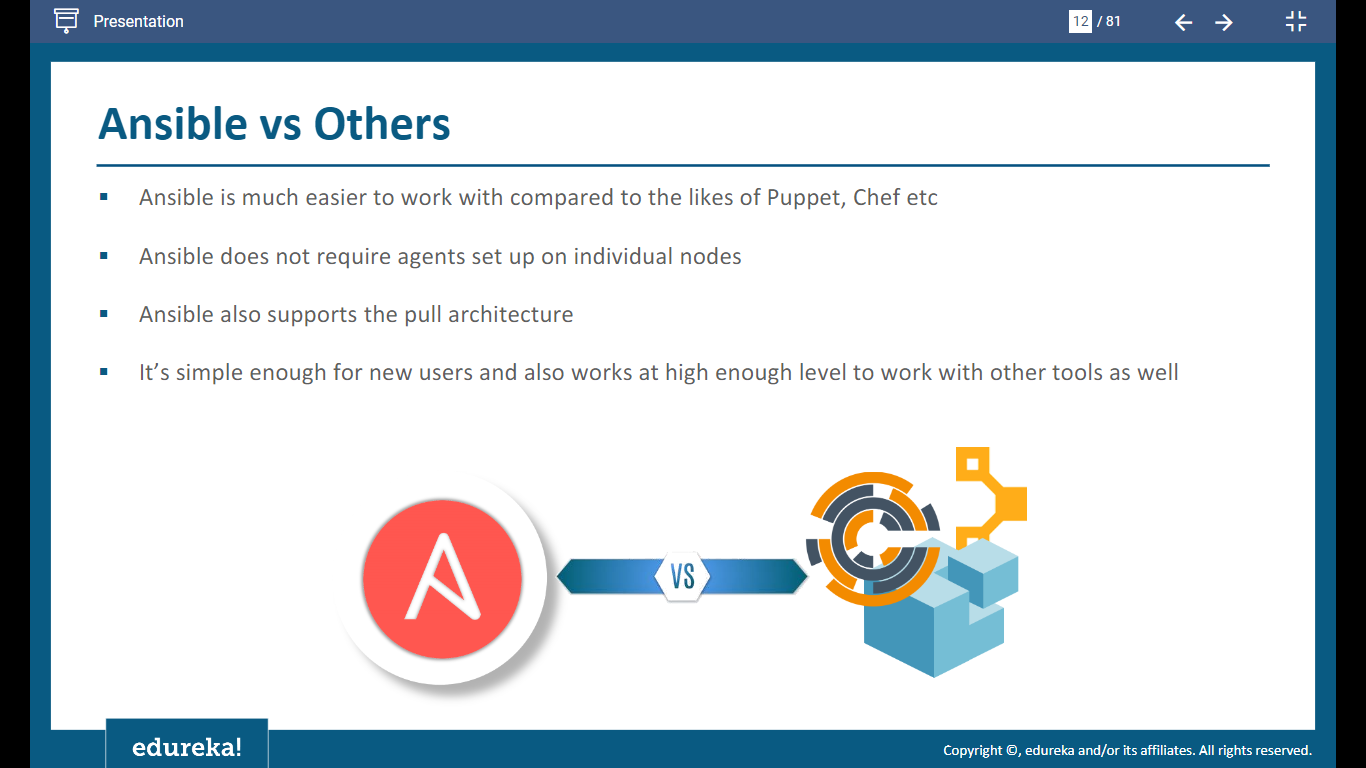 Presentation
12 / 81
Ansible vs Others
Ansible is much easier to work with compared to the likes of Puppet, Chef etc
Ansible does not require agents set up on individual nodes
Ansible also supports the pull architecture
It’s simple enough for new users and also works at high enough level to work with other tools as well
VS
edureka!
Copyright ©, edureka and/or its affiliates. All rights reserved.